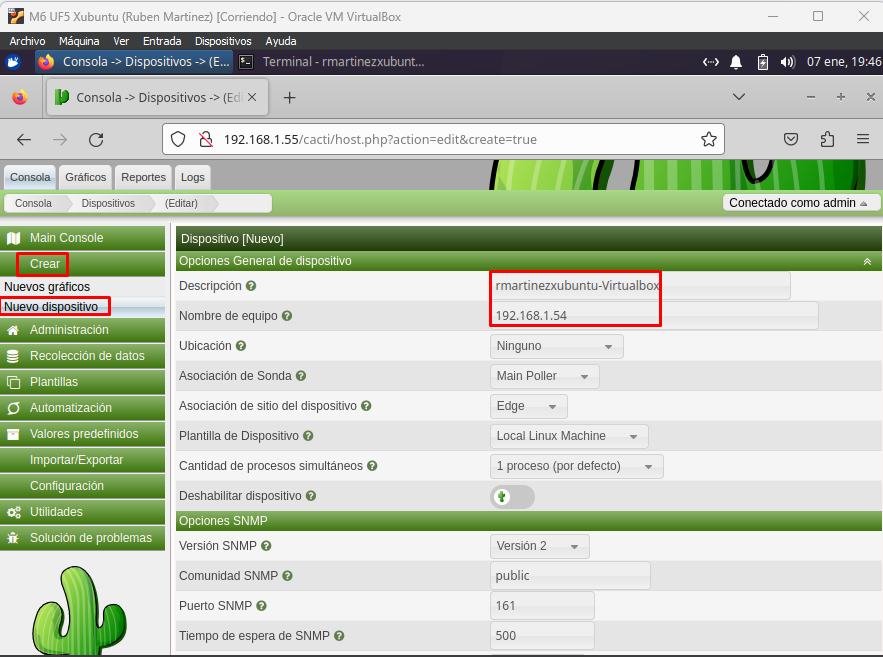 M6 UF5 Xubuntu (Ruben Martínez) [Corriendo] - Oracle VM VirtualBox
Archivo Máquina Ver Entrada Dispositivos Ayuda
Consola -> Dispositivos -> (E... Terminal - rmartinezxubunt... 07 ene, 19:46
Consola -> Dispositivos -> (Edi
192.168.1.55/cacti/host.php?action=edit&create=true
Consola Gráficos Reportes Logs
Consola Dispositivos (Editar) Conectado como admin
Main Console
Crear
Nuevos gráficos
Nuevo dispositivo
Administración
Recolección de datos
Plantillas
Automatización
Valores predefinidos
Importar/Exportar
Configuración
Utilidades
Solución de problemas
Dispositivo [Nuevo]
Opciones General de dispositivo
Descripción rmartinezxubuntu-Virtualbox
Nombre de equipo 192.168.1.54
Ubicación Ninguno
Asociación de Sonda Main Poller
Asociación de sitio del dispositivo Edge
Plantilla de Dispositivo Local Linux Machine
Cantidad de procesos simultáneos 1 proceso (por defecto)
Deshabilitar dispositivo
Opciones SNMP
Versión SNMP Versión 2
Comunidad SNMP public
Puerto SNMP 161
Tiempo de espera de SNMP 500